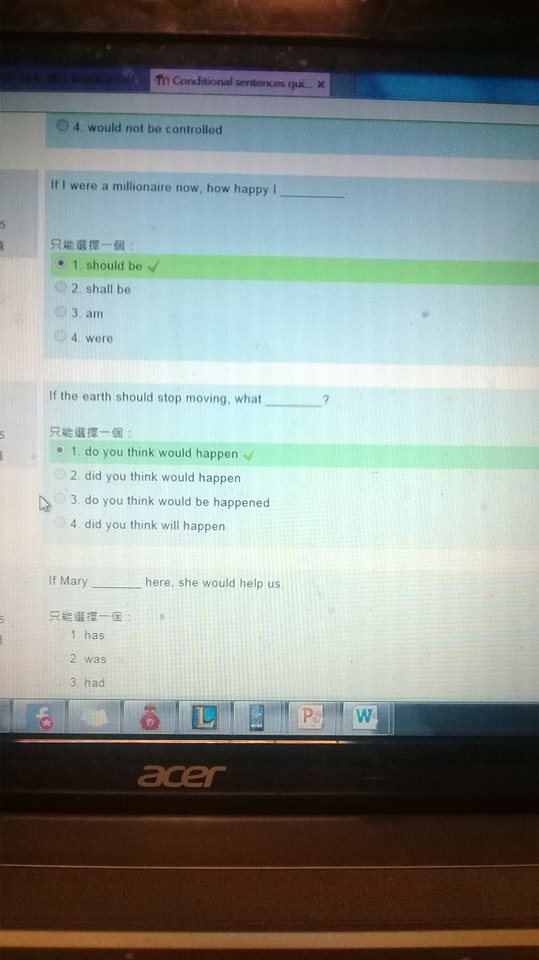 Conditional sentences qui...
4. would not be controlled
If I were a millionaire now, how happy I _________
5
只能選擇一個：
1. should be
2. shall be
3. am
4. were
If the earth should stop moving, what ________?
5
只能選擇一個：
1. do you think would happen
2. did you think would happen
3. do you think would be happened
4. did you think will happen
If Mary _______ here, she would help us.
5
只能選擇一個：
1. has
2. was
3. had
L
P
W
acer